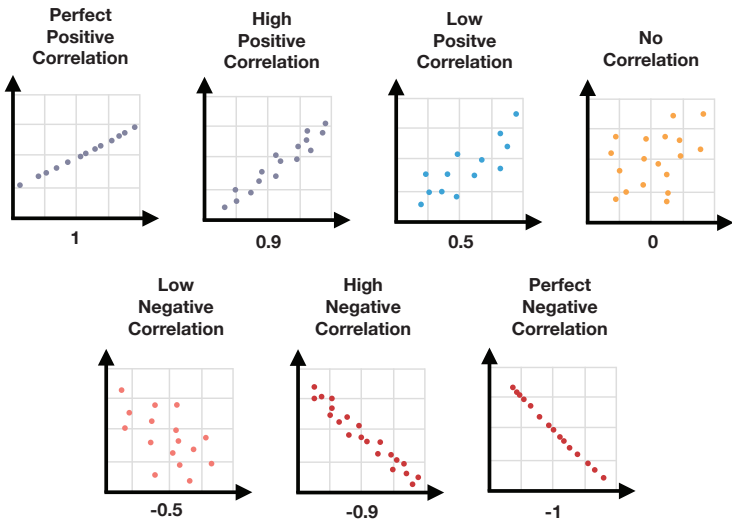 Perfect
Positive
Correlation
High
Positive
Correlation
Low
Positve
Correlation
No
Correlation
1
0.9
0.5
0
Low
Negative
Correlation
High
Negative
Correlation
Perfect
Negative
Correlation
-0.5
-0.9
-1